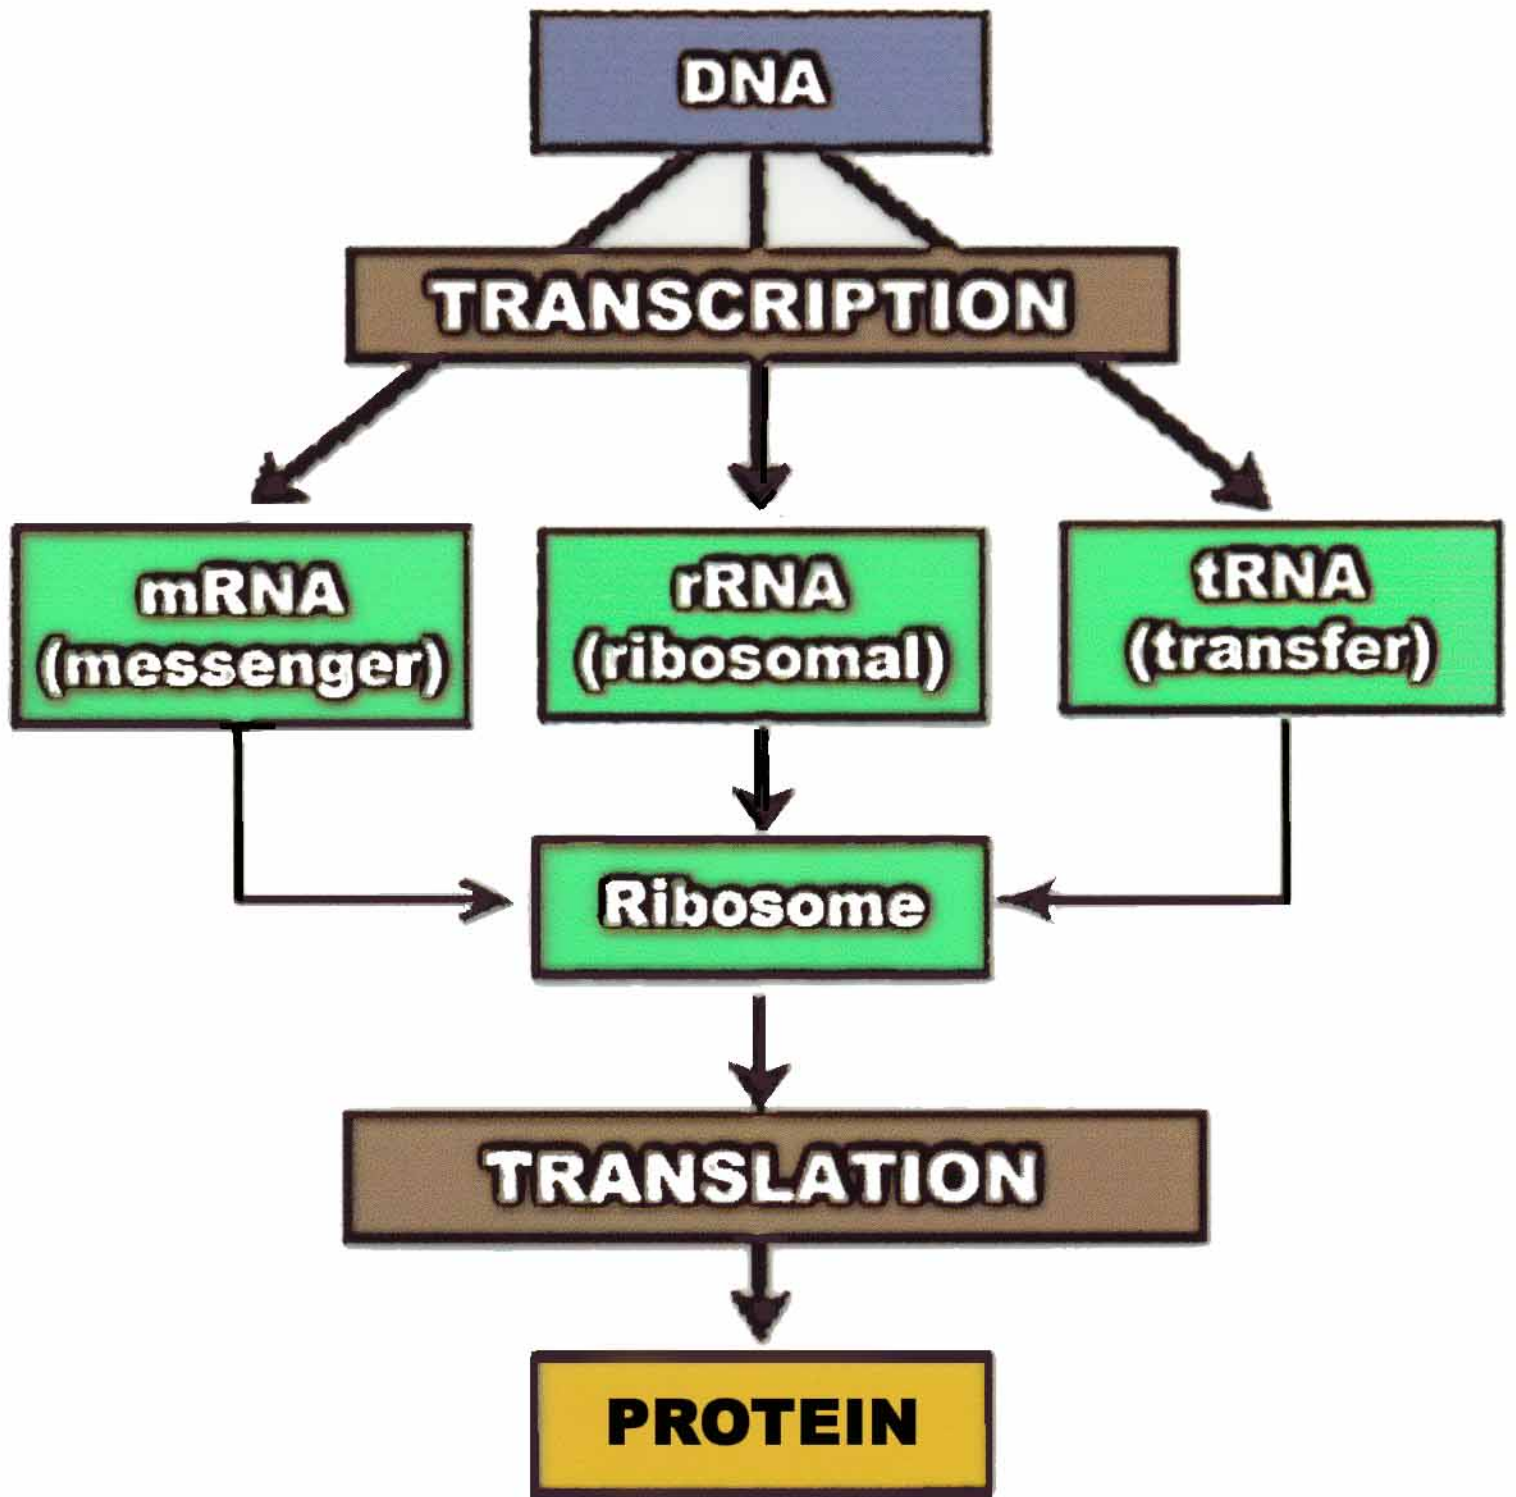 DNA
TRANSCRIPTION
mRNA
(messenger)
rRNA
(ribosomal)
tRNA
(transfer)
Ribosome
TRANSLATION
PROTEIN